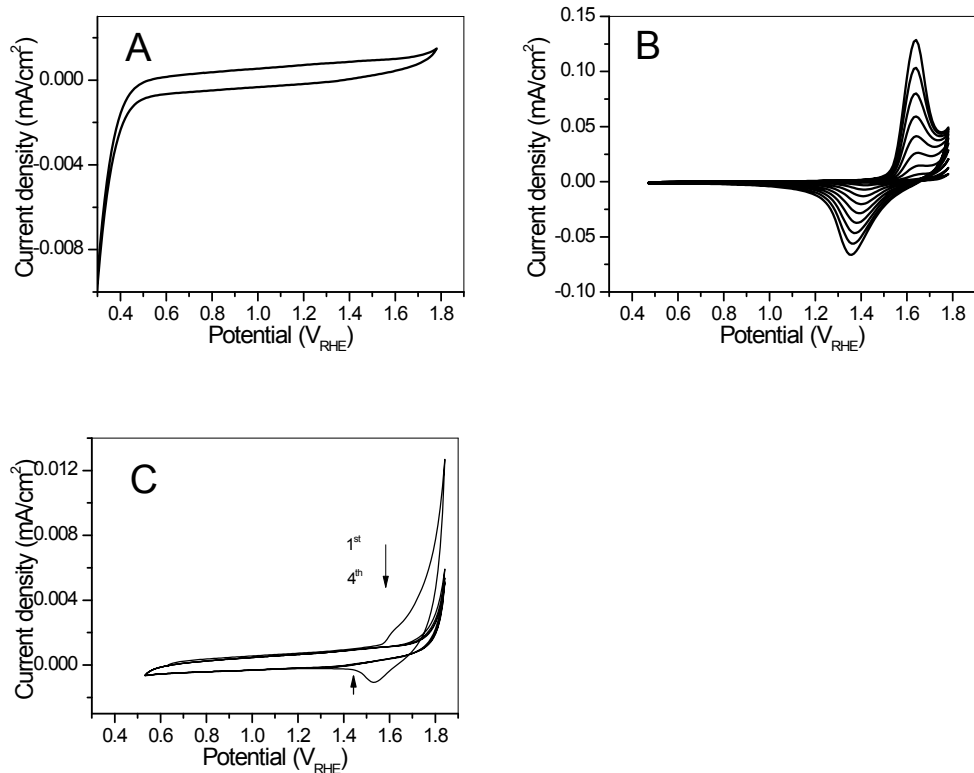 A
Current density (mA/cm²)
0.000
-0.004
-0.008
0.4 0.6 0.8 1.0 1.2 1.4 1.6 1.8
Potential (V_RHE)
B
Current density (mA/cm²)
0.15
0.10
0.05
0.00
-0.05
-0.10
0.4 0.6 0.8 1.0 1.2 1.4 1.6 1.8
Potential (V_RHE)
C
Current density (mA/cm²)
0.012
0.008
0.004
0.000
1st
4th
0.4 0.6 0.8 1.0 1.2 1.4 1.6 1.8
Potential (V_RHE)